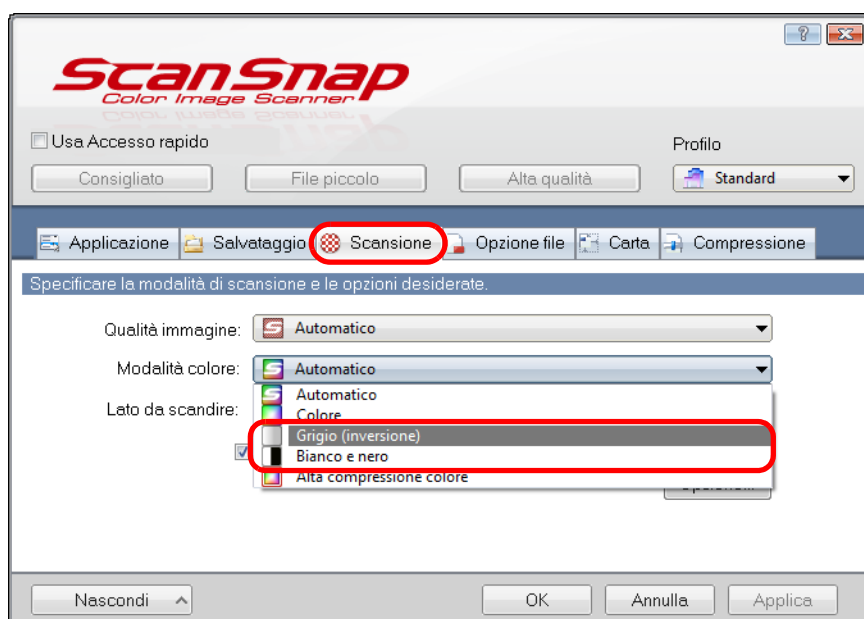 ScanSnap
Color Image Scanner
Usa Accesso rapido
Profilo
Consigliato File piccolo Alta qualità Standard
Applicazione Salvataggio Scansione Opzione file Carta Compressione
Specificare la modalità di scansione e le opzioni desiderate.
Qualità immagine: Automatico
Modalità colore: Automatico
Automatico
Lato da scandire: Colore
Grigio (inversione)
Bianco e nero
Alta compressione colore
Nascondi OK Annulla Applica